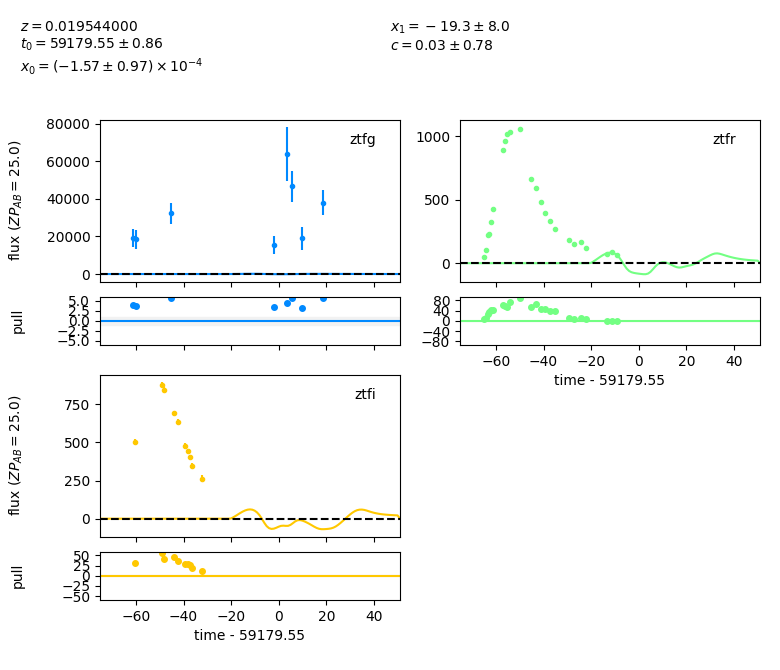 z = 0.019544000
t₀ = 59179.55 ± 0.86
x₀ = (−1.57 ± 0.97) × 10⁻⁴
x₁ = −19.3 ± 8.0
c = 0.03 ± 0.78
ztfg
80000
60000
40000
20000
0
flux (ZP_AB = 25.0)
ztfr
1000
500
0
5.0
2.5
0.0
−2.5
−5.0
pull
80
40
0
−40
−80
−60 −40 −20 0 20 40
time - 59179.55
ztfi
750
500
250
0
flux (ZP_AB = 25.0)
50
25
0
−25
−50
pull
−60 −40 −20 0 20 40
time - 59179.55